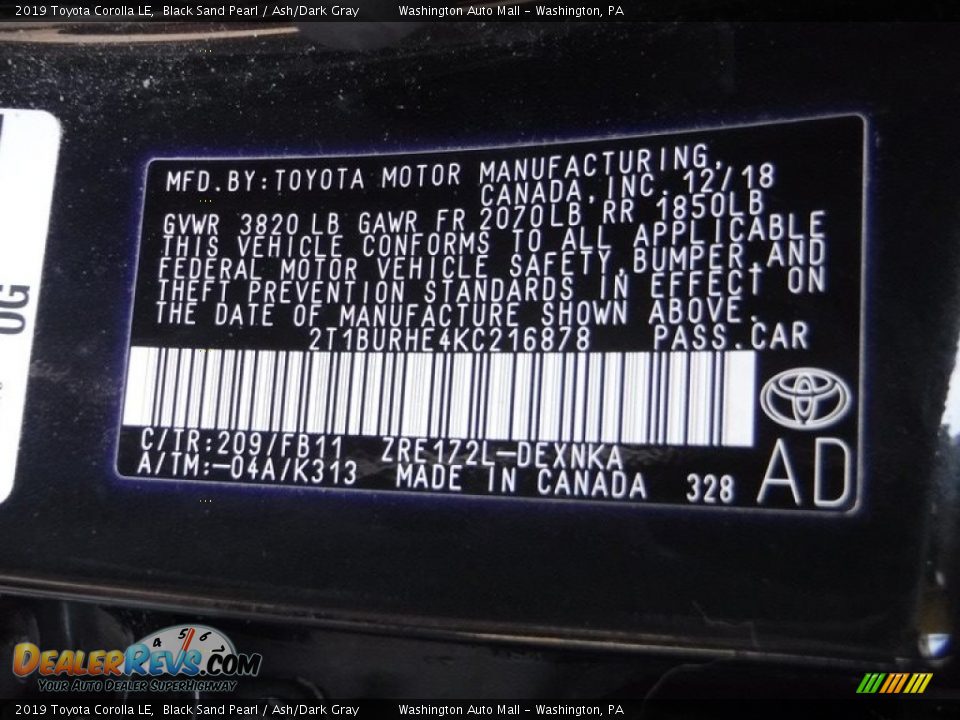 2019 Toyota Corolla LE, Black Sand Pearl / Ash/Dark Gray Washington Auto Mall - Washington, PA
0G
MFD.BY:TOYOTA MOTOR MANUFACTURING,
CANADA,INC. 12/18
GVWR 3820 LB GAWR FR 2070LB RR 1850LB
THIS VEHICLE CONFORMS TO ALL APPLICABLE
FEDERAL MOTOR VEHICLE SAFETY,BUMPER,AND
THEFT PREVENTION STANDARDS IN EFFECT ON
THE DATE OF MANUFACTURE SHOWN ABOVE.
2T1BURHE4KC216878 PASS.CAR
C/TR:209/FB11 ZRE172L-DEXNKA
A/TM:-04A/K313 MADE IN CANADA 328 AD
4 5 6
DealerRevs.com
Your Auto Dealer SuperHighway
2019 Toyota Corolla LE, Black Sand Pearl / Ash/Dark Gray Washington Auto Mall - Washington, PA